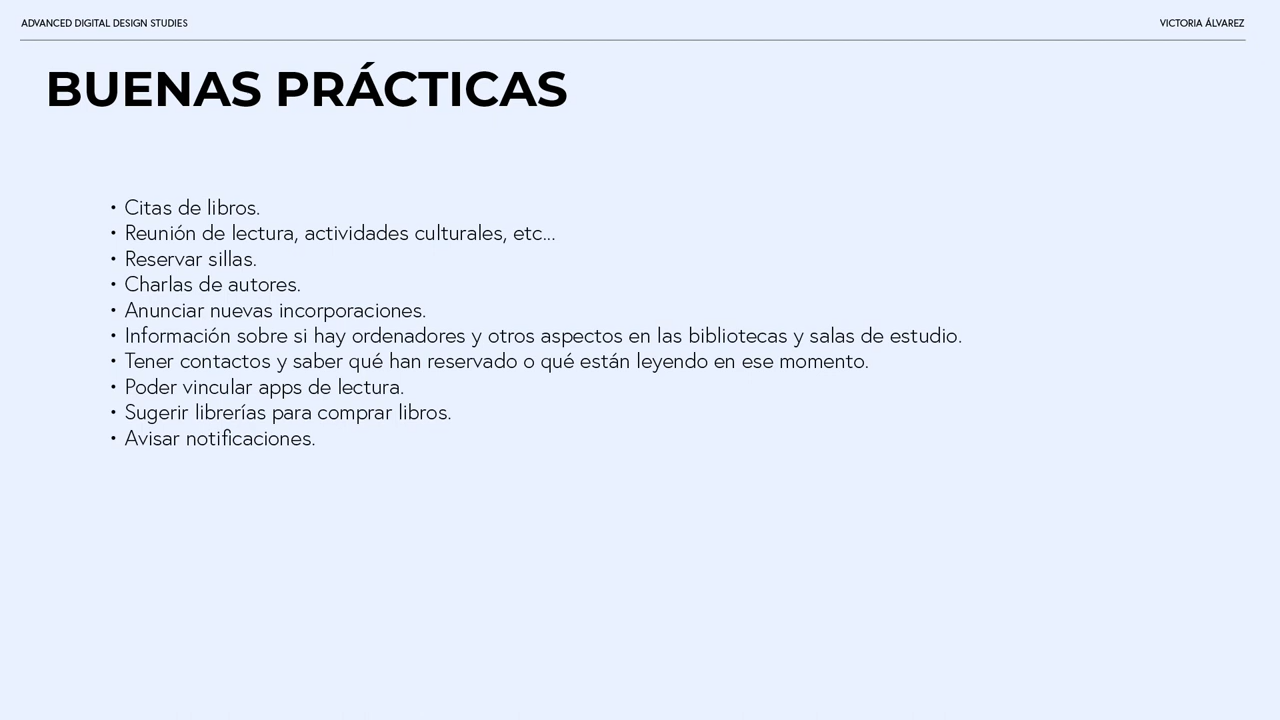 ADVANCED DIGITAL DESIGN STUDIES
VICTORIA ÁLVAREZ
BUENAS PRÁCTICAS
• Citas de libros.
• Reunión de lectura, actividades culturales, etc...
• Reservar sillas.
• Charlas de autores.
• Anunciar nuevas incorporaciones.
• Información sobre si hay ordenadores y otros aspectos en las bibliotecas y salas de estudio.
• Tener contactos y saber qué han reservado o qué están leyendo en ese momento.
• Poder vincular apps de lectura.
• Sugerir librerías para comprar libros.
• Avisar notificaciones.